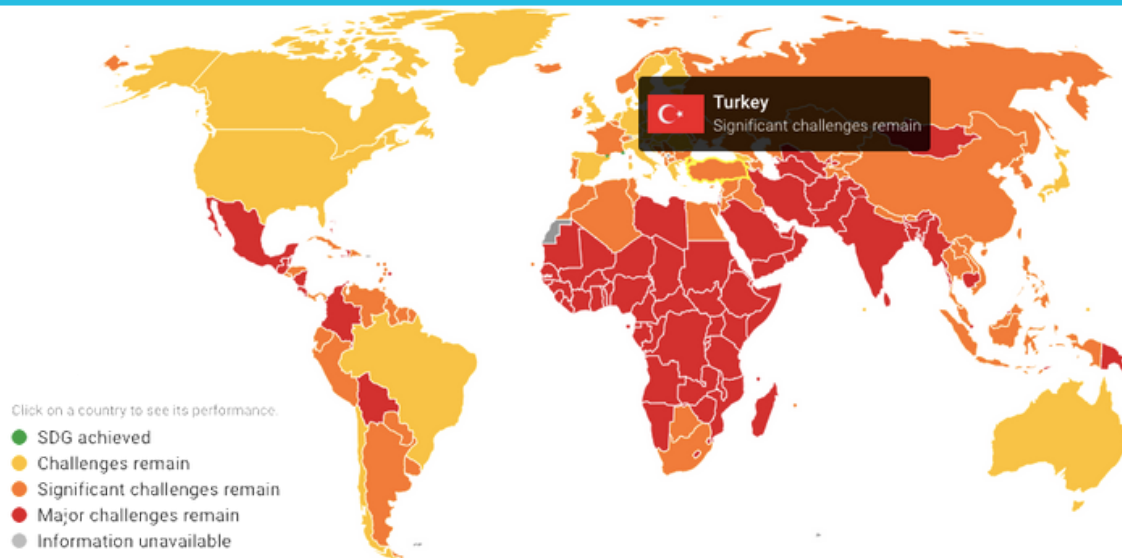 Turkey
Significant challenges remain
Click on a country to see its performance.
SDG achieved
Challenges remain
Significant challenges remain
Major challenges remain
Information unavailable